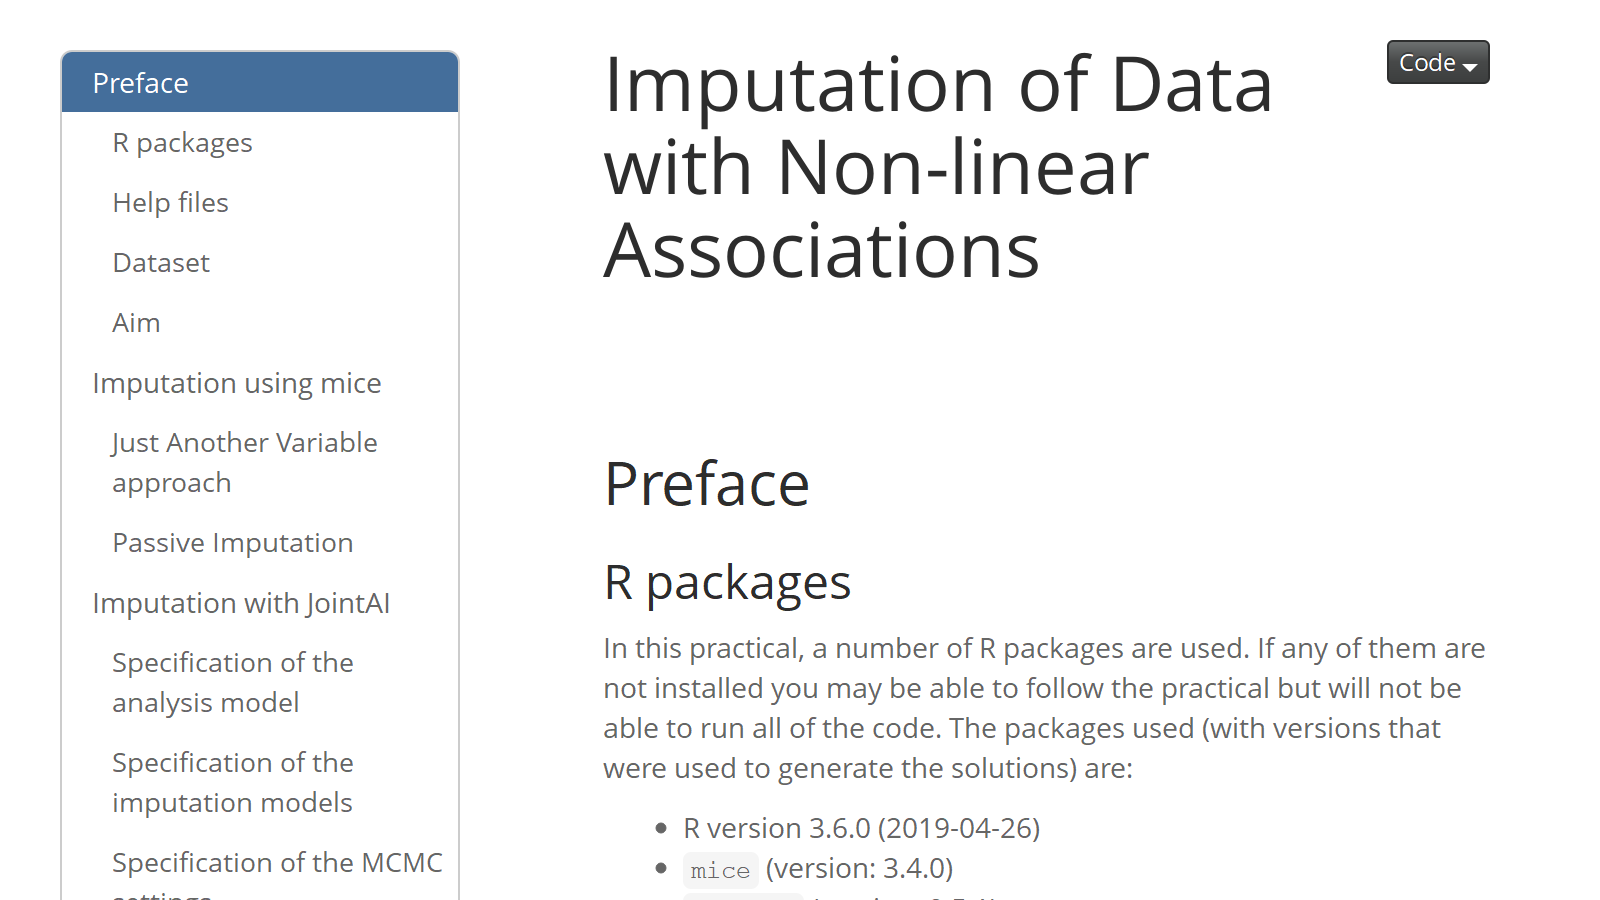 Preface
R packages
Help files
Dataset
Aim
Imputation using mice
Just Another Variable
approach
Passive Imputation
Imputation with JointAI
Specification of the
analysis model
Specification of the
imputation models
Specification of the MCMC
settings
Code
Imputation of Data
with Non-linear
Associations
Preface
R packages
In this practical, a number of R packages are used. If any of them are
not installed you may be able to follow the practical but will not be
able to run all of the code. The packages used (with versions that
were used to generate the solutions) are:
R version 3.6.0 (2019-04-26)
mice (version: 3.4.0)